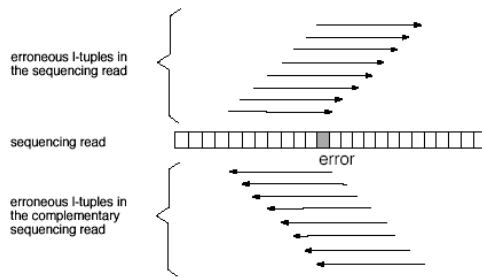 erroneous l-tuples in
the sequencing read
sequencing read
error
erroneous l-tuples in
the complementary
sequencing read